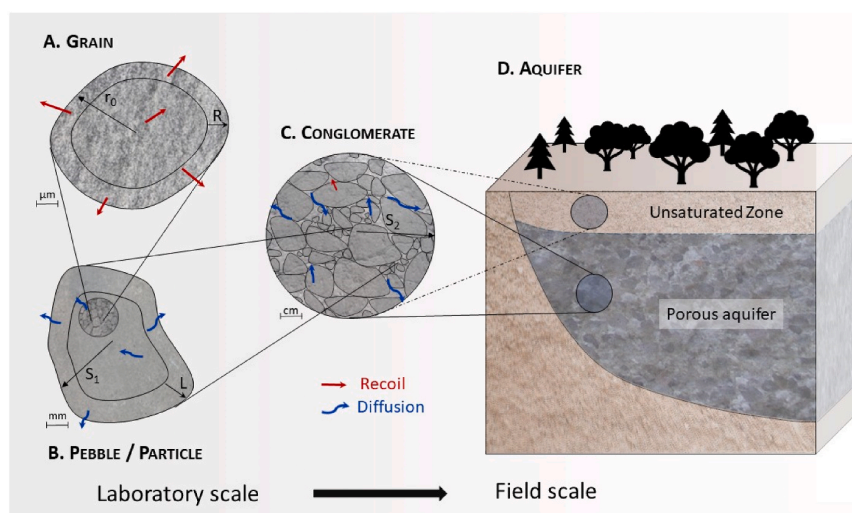 A. GRAIN
r0
R
μm
B. PEBBLE / PARTICLE
S1
L
mm
C. CONGLOMERATE
S2
cm
Recoil
Diffusion
D. AQUIFER
Unsaturated Zone
Porous aquifer
Laboratory scale
Field scale